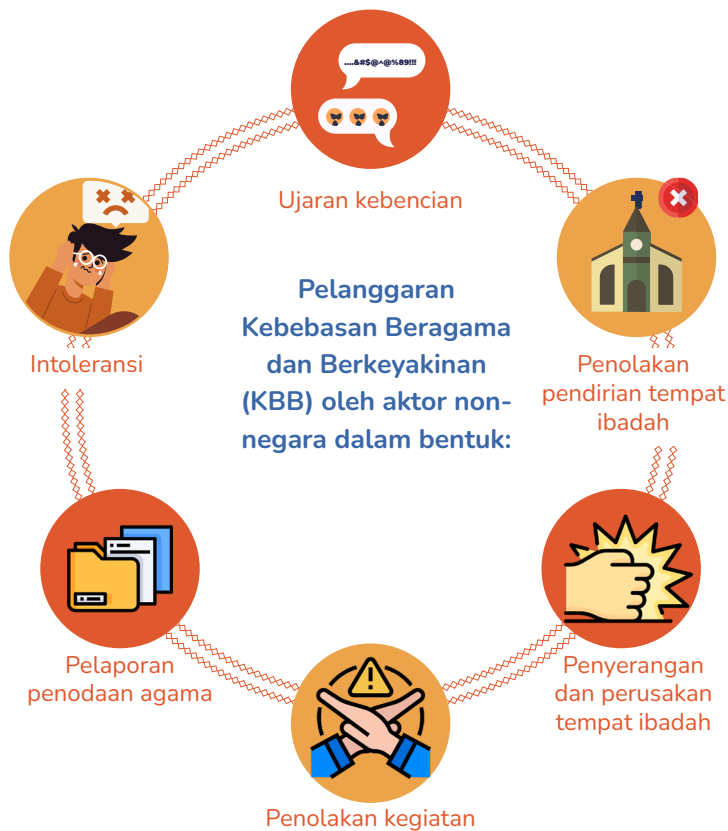 ....&#$@^@%89!!!
Ujaran kebencian
Pelanggaran
Kebebasan Beragama
dan Berkeyakinan
(KBB) oleh aktor non-
negara dalam bentuk:
Penolakan
pendirian tempat
ibadah
Penyerangan
dan perusakan
tempat ibadah
Penolakan kegiatan
Pelaporan
penodaan agama
Intoleransi